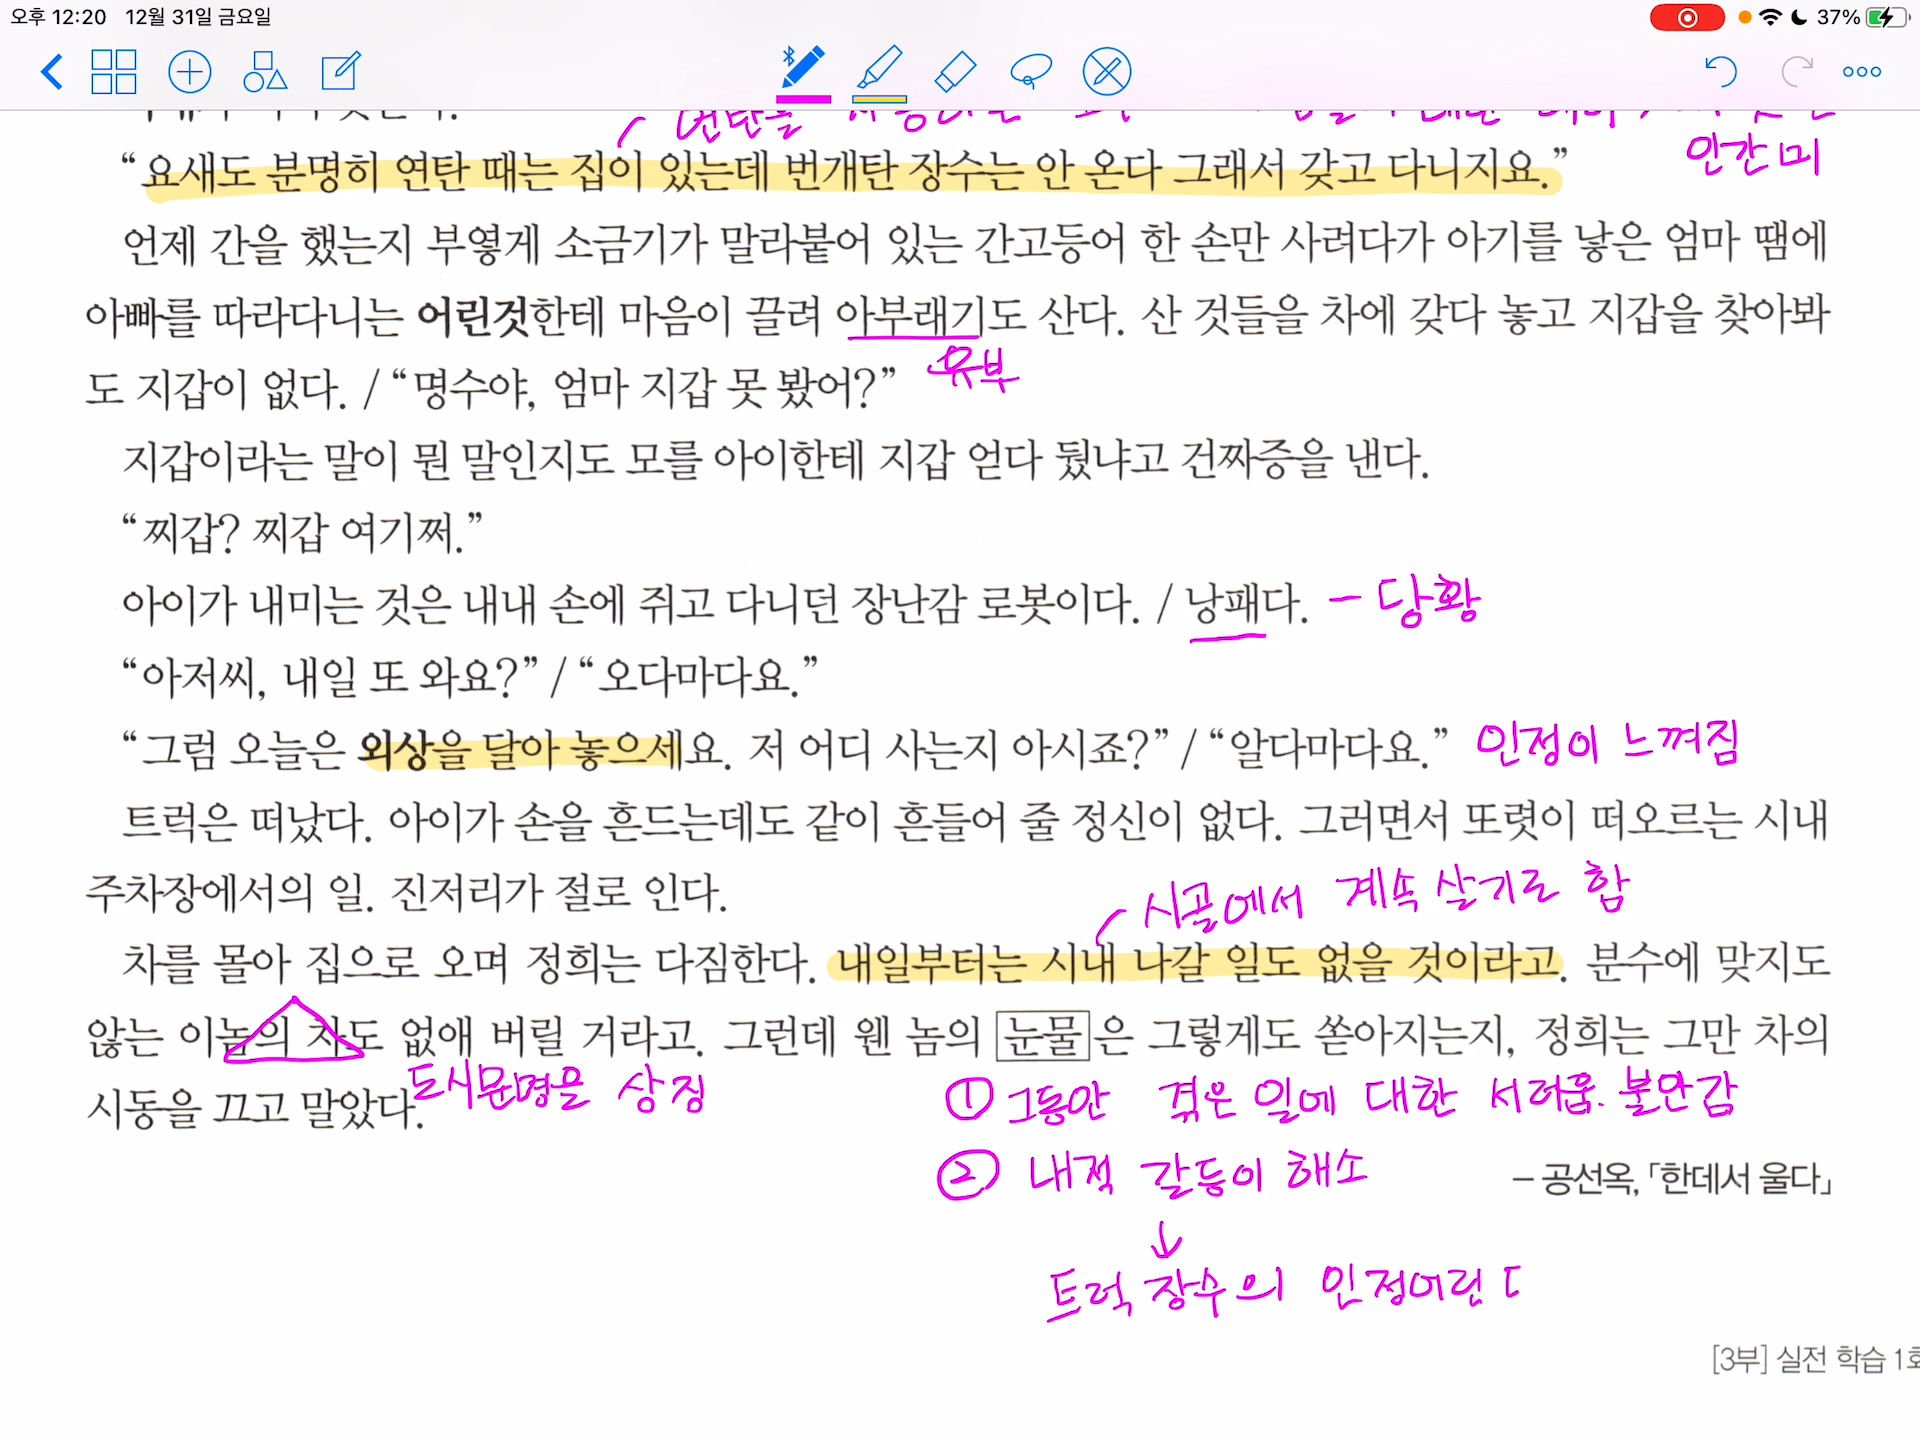 오후 12:20 12월 31일 금요일
37%
인간미
“요새도 분명히 연탄 때는 집이 있는데 번개탄 장수는 안 온다 그래서 갖고 다니지요.”
언제 간을 했는지 부옇게 소금기가 말라붙어 있는 간고등어 한 손만 사려다가 아기를 낳은 엄마 땜에
아빠를 따라다니는 어린것한테 마음이 끌려 아부래기도 산다. 산 것들을 차에 갖다 놓고 지갑을 찾아봐
유부
도 지갑이 없다. / “명수야, 엄마 지갑 못 봤어?”
지갑이라는 말이 뭔 말인지도 모를 아이한테 지갑 얻다 뒀냐고 건짜증을 낸다.
“찌갑? 찌갑 여기쩌.”
아이가 내미는 것은 내내 손에 쥐고 다니던 장난감 로봇이다. / 낭패다. - 당황
“아저씨, 내일 또 와요?” / “오다마다요.”
“그럼 오늘은 외상을 달아 놓으세요. 저 어디 사는지 아시죠?” / “알다마다요.” 인정이 느껴짐
트럭은 떠났다. 아이가 손을 흔드는데도 같이 흔들어 줄 정신이 없다. 그러면서 또렷이 떠오르는 시내
주차장에서의 일. 진저리가 절로 인다.
시골에서 계속 살기로 함
차를 몰아 집으로 오며 정희는 다짐한다. 내일부터는 시내 나갈 일도 없을 것이라고. 분수에 맞지도
않는 이놈의 차도 없애 버릴 거라고. 그런데 웬 놈의 눈물은 그렇게도 쏟아지는지, 정희는 그만 차의
시동을 끄고 말았다.
도시문명을 상징
① 그동안 겪은 일에 대한 서러움. 불안감
② 내적 갈등이 해소
– 공선옥, 「한데서 울다」
↓
트럭 장수의 인정어린 ㄷ
[3부] 실전 학습 1회